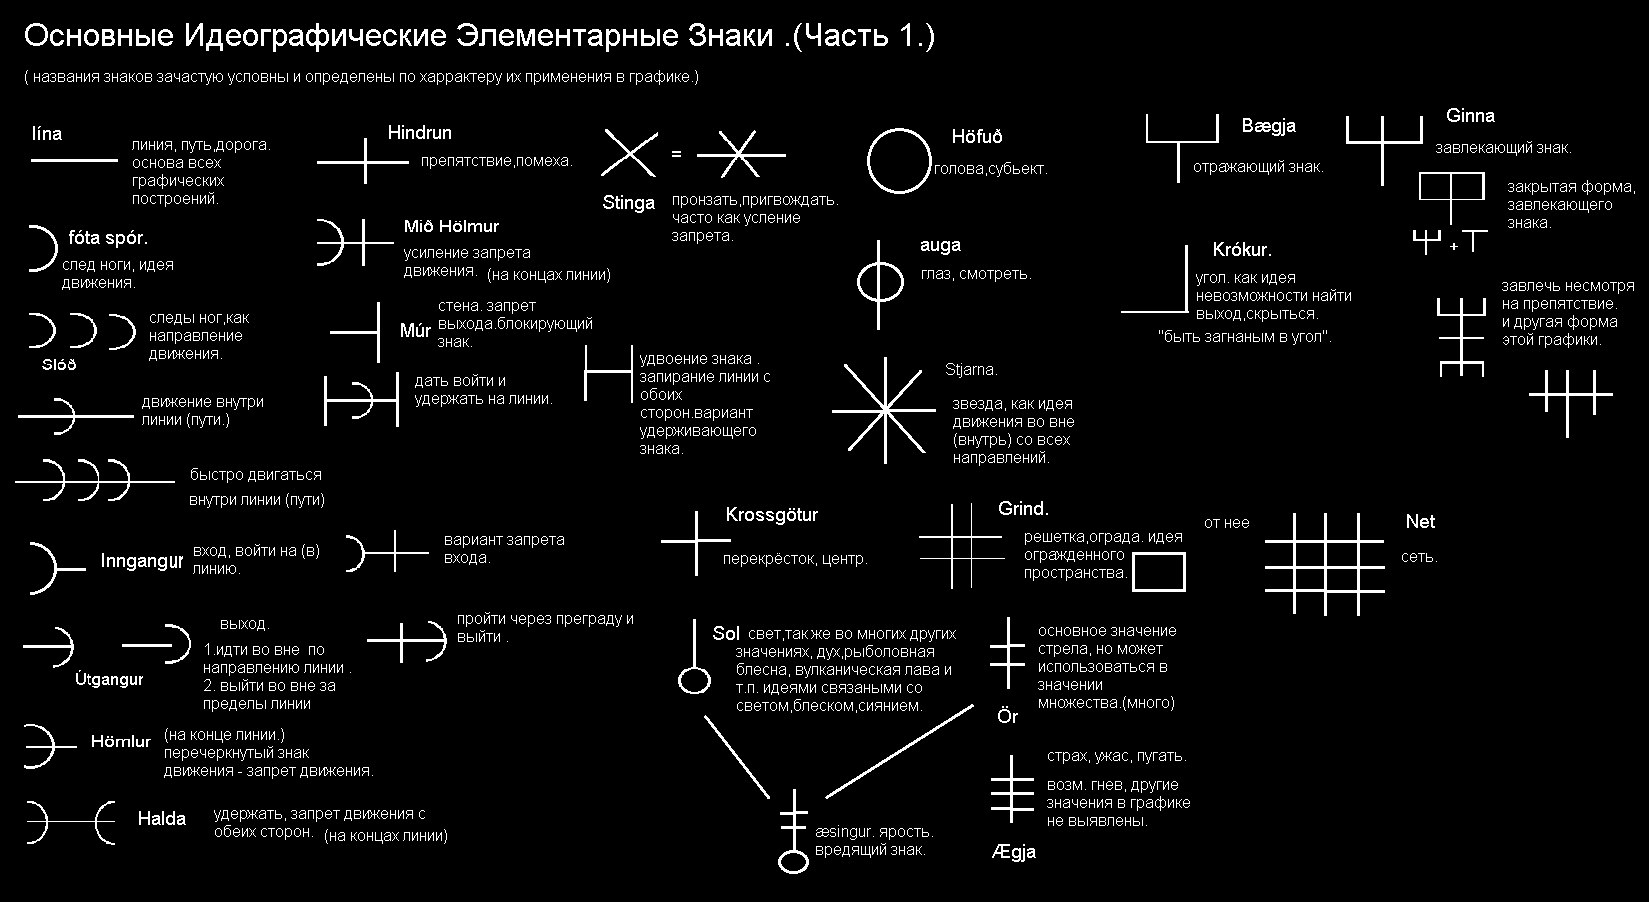 Основные Идеографические Элементарные Знаки .(Часть 1.)
( названия знаков зачастую условны и определены по харрактеру их применения в графике.)
lína
линия, путь,дорога.
основа всех
графических
построений.
fóta spór.
след ноги, идея
движения.
следы ног,как
направление
движения.
Slóð
движение внутри
линии (пути.)
быстро двигаться
внутри линии (пути)
Inngangur
вход, войти на (в)
линию.
выход.
1.идти во вне по
направлению линии .
2. выйти во вне за
пределы линии
Útgangur
Hömlur
(на конце линии.)
перечеркнутый знак
движения - запрет движения.
Halda
удержать, запрет движения с
обеих сторон. (на концах линии)
Hindrun
препятствие,помеха.
Mið Hölmur
усиление запрета
движения. (на концах линии)
Múr
стена. запрет
выхода.блокирующий
знак.
дать войти и
удержать на линии.
удвоение знака .
запирание линии с
обоих
сторон.вариант
удерживающего
знака.
вариант запрета
входа.
пройти через преграду и
выйти .
=
Stinga
пронзать,пригвождать.
часто как усление
запрета.
Höfuð
голова,субьект.
auga
глаз, смотреть.
Stjarna.
звезда, как идея
движения во вне
(внутрь) со всех
направлений.
Krossgötur
перекрёсток, центр.
Grind.
решетка,ограда. идея
огражденного
пространства.
от нее
Net
сеть.
Sol
свет,так же во многих других
значениях, дух,рыболовная
блесна, вулканическая лава и
т.п. идеями связаными со
светом,блеском,сиянием.
Ör
основное значение
стрела, но может
использоваться в
значении
множества.(много)
æsingur. ярость.
вредящий знак.
страх, ужас, пугать.
возм. гнев, другие
значения в графике
не выявлены.
Ægja
Bægja
отражающий знак.
Krókur.
угол. как идея
невозможности найти
выход,скрыться.
"быть загнаным в угол".
Ginna
завлекающий знак.
закрытая форма,
завлекающего
знака.
+
завлечь несмотря
на препятствие.
и другая форма
этой графики.